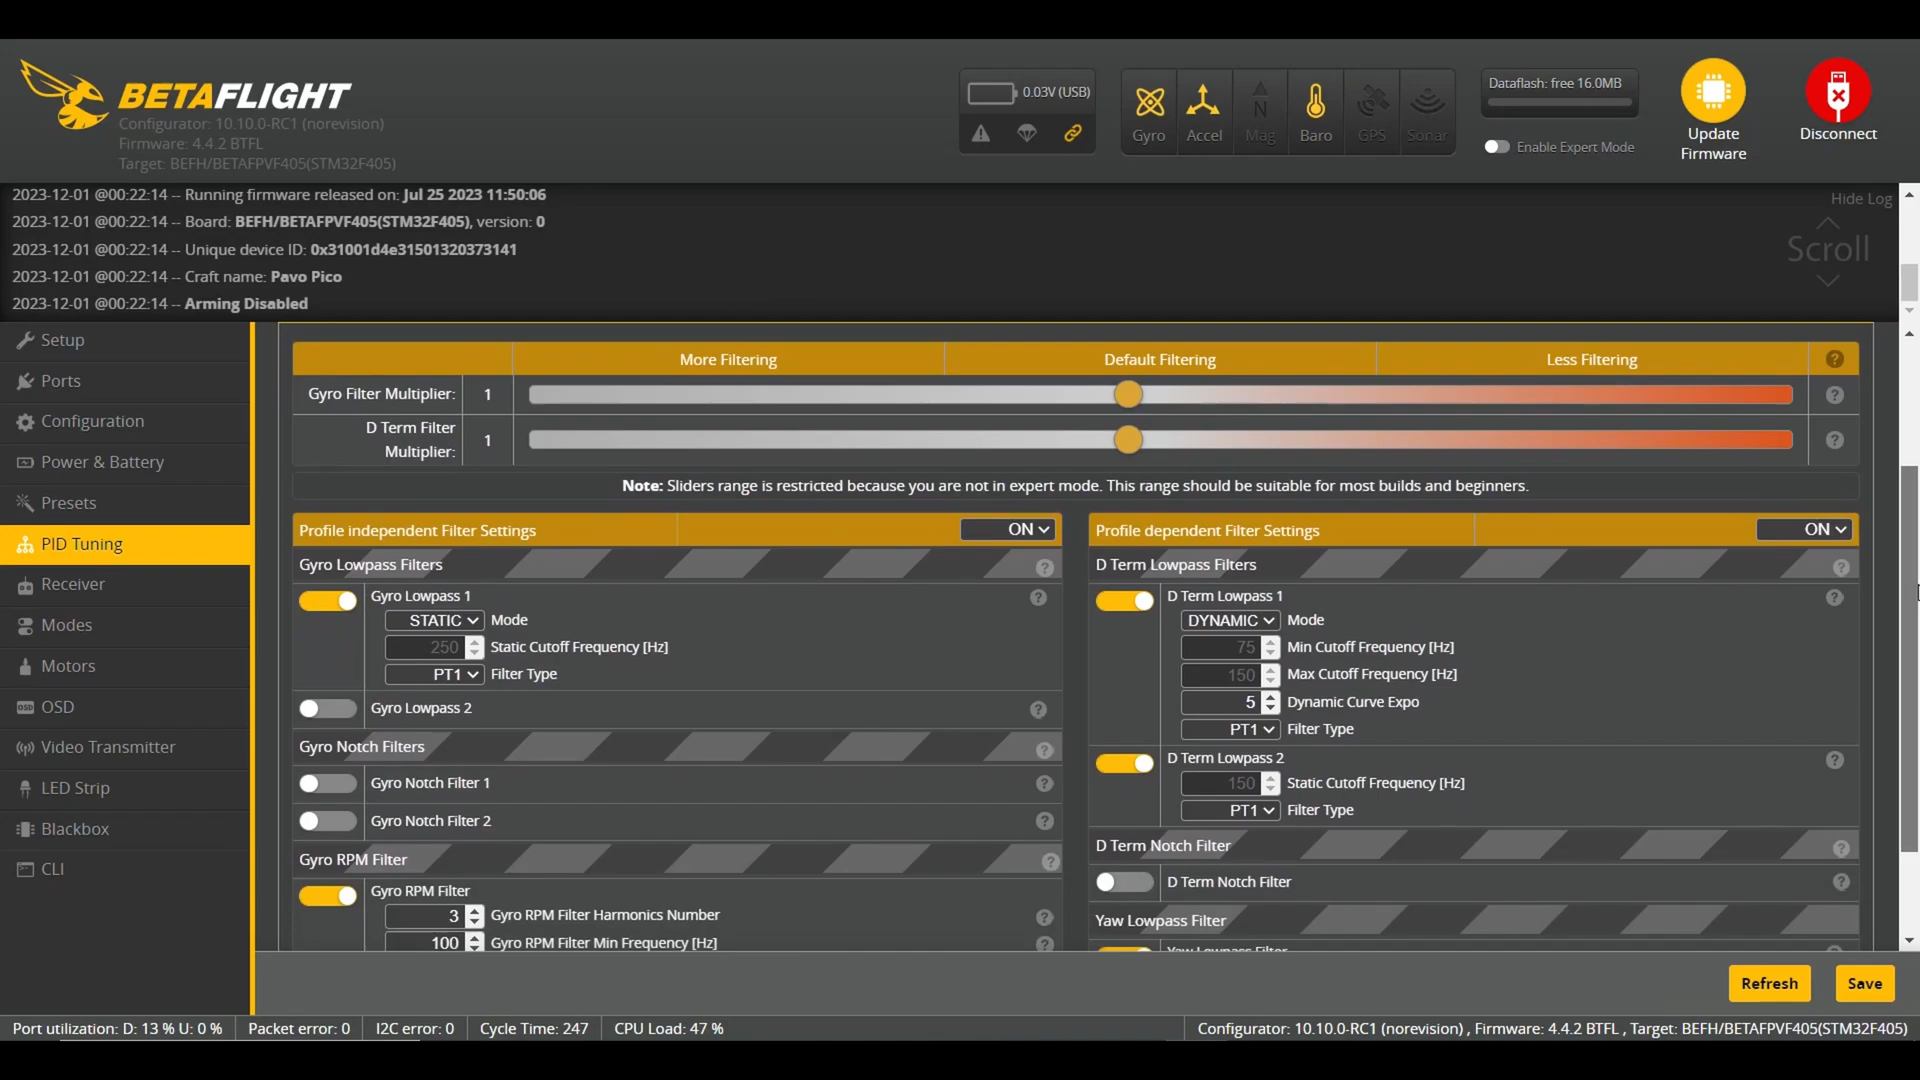 BETAFLIGHT
Configurator: 10.10.0-RC1 (norevision)
Firmware: 4.4.2 BTFL
Target: BEFH/BETAFPVF405(STM32F405)
0.03V (USB)
Gyro
Accel
Mag
Baro
GPS
Sonar
Dataflash: free 16.0MB
Enable Expert Mode
Update
Firmware
Disconnect
2023-12-01 @00:22:14 -- Running firmware released on: Jul 25 2023 11:50:06
2023-12-01 @00:22:14 -- Board: BEFH/BETAFPVF405(STM32F405), version: 0
2023-12-01 @00:22:14 -- Unique device ID: 0x31001d4e31501320373141
2023-12-01 @00:22:14 -- Craft name: Pavo Pico
2023-12-01 @00:22:14 -- Arming Disabled
Hide Log
Scroll
Setup
Ports
Configuration
Power & Battery
Presets
PID Tuning
Receiver
Modes
Motors
OSD
Video Transmitter
LED Strip
Blackbox
CLI
More Filtering
Default Filtering
Less Filtering
Gyro Filter Multiplier: 1
D Term Filter
Multiplier: 1
Note: Sliders range is restricted because you are not in expert mode. This range should be suitable for most builds and beginners.
Profile independent Filter Settings ON
Gyro Lowpass Filters
Gyro Lowpass 1
STATIC Mode
250 Static Cutoff Frequency [Hz]
PT1 Filter Type
Gyro Lowpass 2
Gyro Notch Filters
Gyro Notch Filter 1
Gyro Notch Filter 2
Gyro RPM Filter
Gyro RPM Filter
3 Gyro RPM Filter Harmonics Number
100 Gyro RPM Filter Min Frequency [Hz]
Profile dependent Filter Settings ON
D Term Lowpass Filters
D Term Lowpass 1
DYNAMIC Mode
75 Min Cutoff Frequency [Hz]
150 Max Cutoff Frequency [Hz]
5 Dynamic Curve Expo
PT1 Filter Type
D Term Lowpass 2
150 Static Cutoff Frequency [Hz]
PT1 Filter Type
D Term Notch Filter
D Term Notch Filter
Yaw Lowpass Filter
Yaw Lowpass Filter
Refresh
Save
Port utilization: D: 13 % U: 0 %
Packet error: 0
I2C error: 0
Cycle Time: 247
CPU Load: 47 %
Configurator: 10.10.0-RC1 (norevision) , Firmware: 4.4.2 BTFL , Target: BEFH/BETAFPVF405(STM32F405)